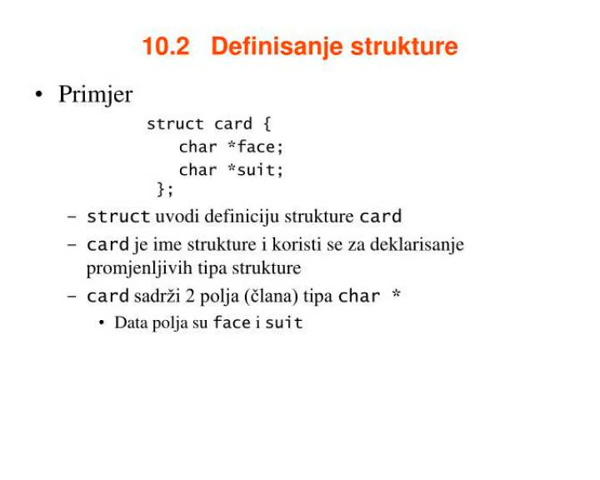 10.2 Definisanje strukture
• Primjer
struct card {
char *face;
char *suit;
};
– struct uvodi definiciju strukture card
– card je ime strukture i koristi se za deklarisanje
promjenljivih tipa strukture
– card sadrži 2 polja (člana) tipa char *
• Data polja su face i suit